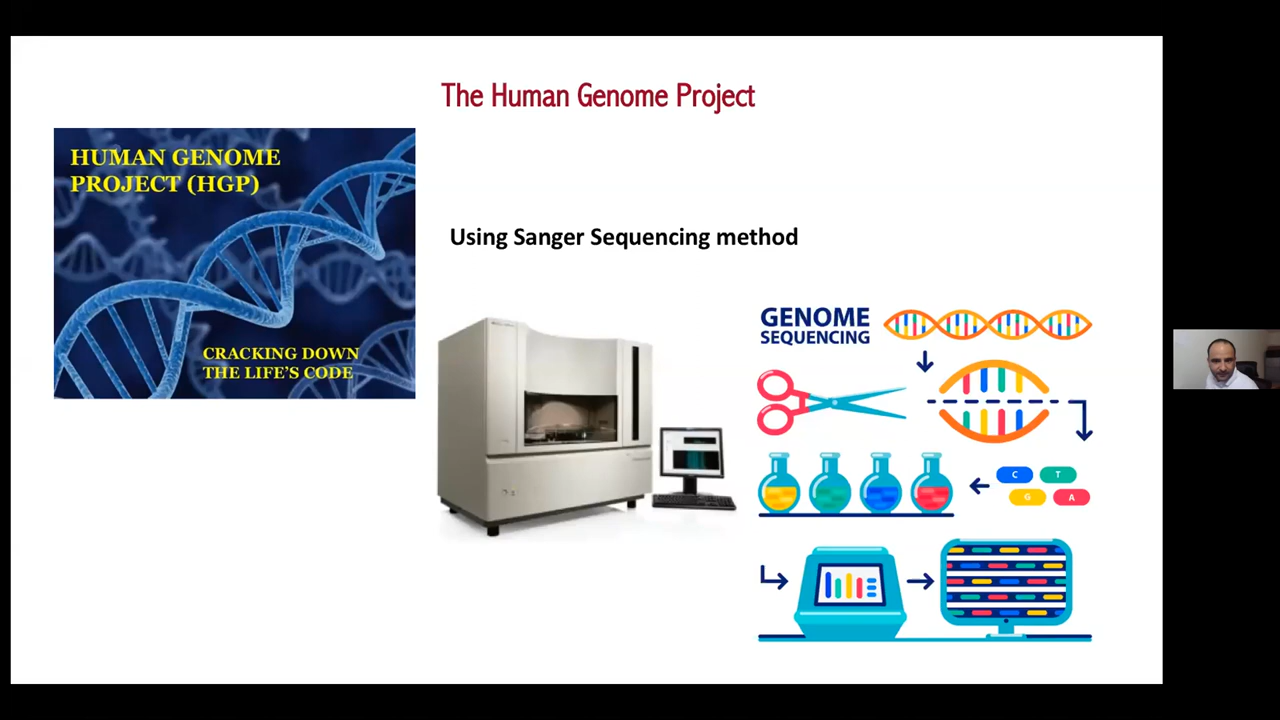 The Human Genome Project
HUMAN GENOME
PROJECT (HGP)
CRACKING DOWN
THE LIFE'S CODE
Using Sanger Sequencing method
GENOME
SEQUENCING
C
T
G
A